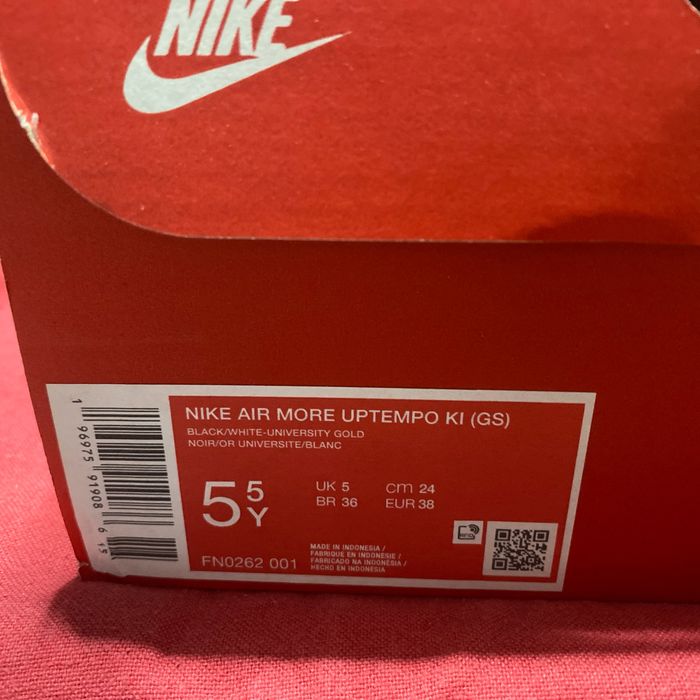 NIKE
NIKE AIR MORE UPTEMPO KI (GS)
BLACK/WHITE-UNIVERSITY GOLD
NOIR/OR UNIVERSITE/BLANC
5 5 Y
UK 5 cm 24
BR 36 EUR 38
FN0262 001
MADE IN INDONESIA/
FABRIQUE EN INDONESIE/
FABRICADO NA INDONÉSIA/
HECHO EN INDONESIA
1 96975 91908 6